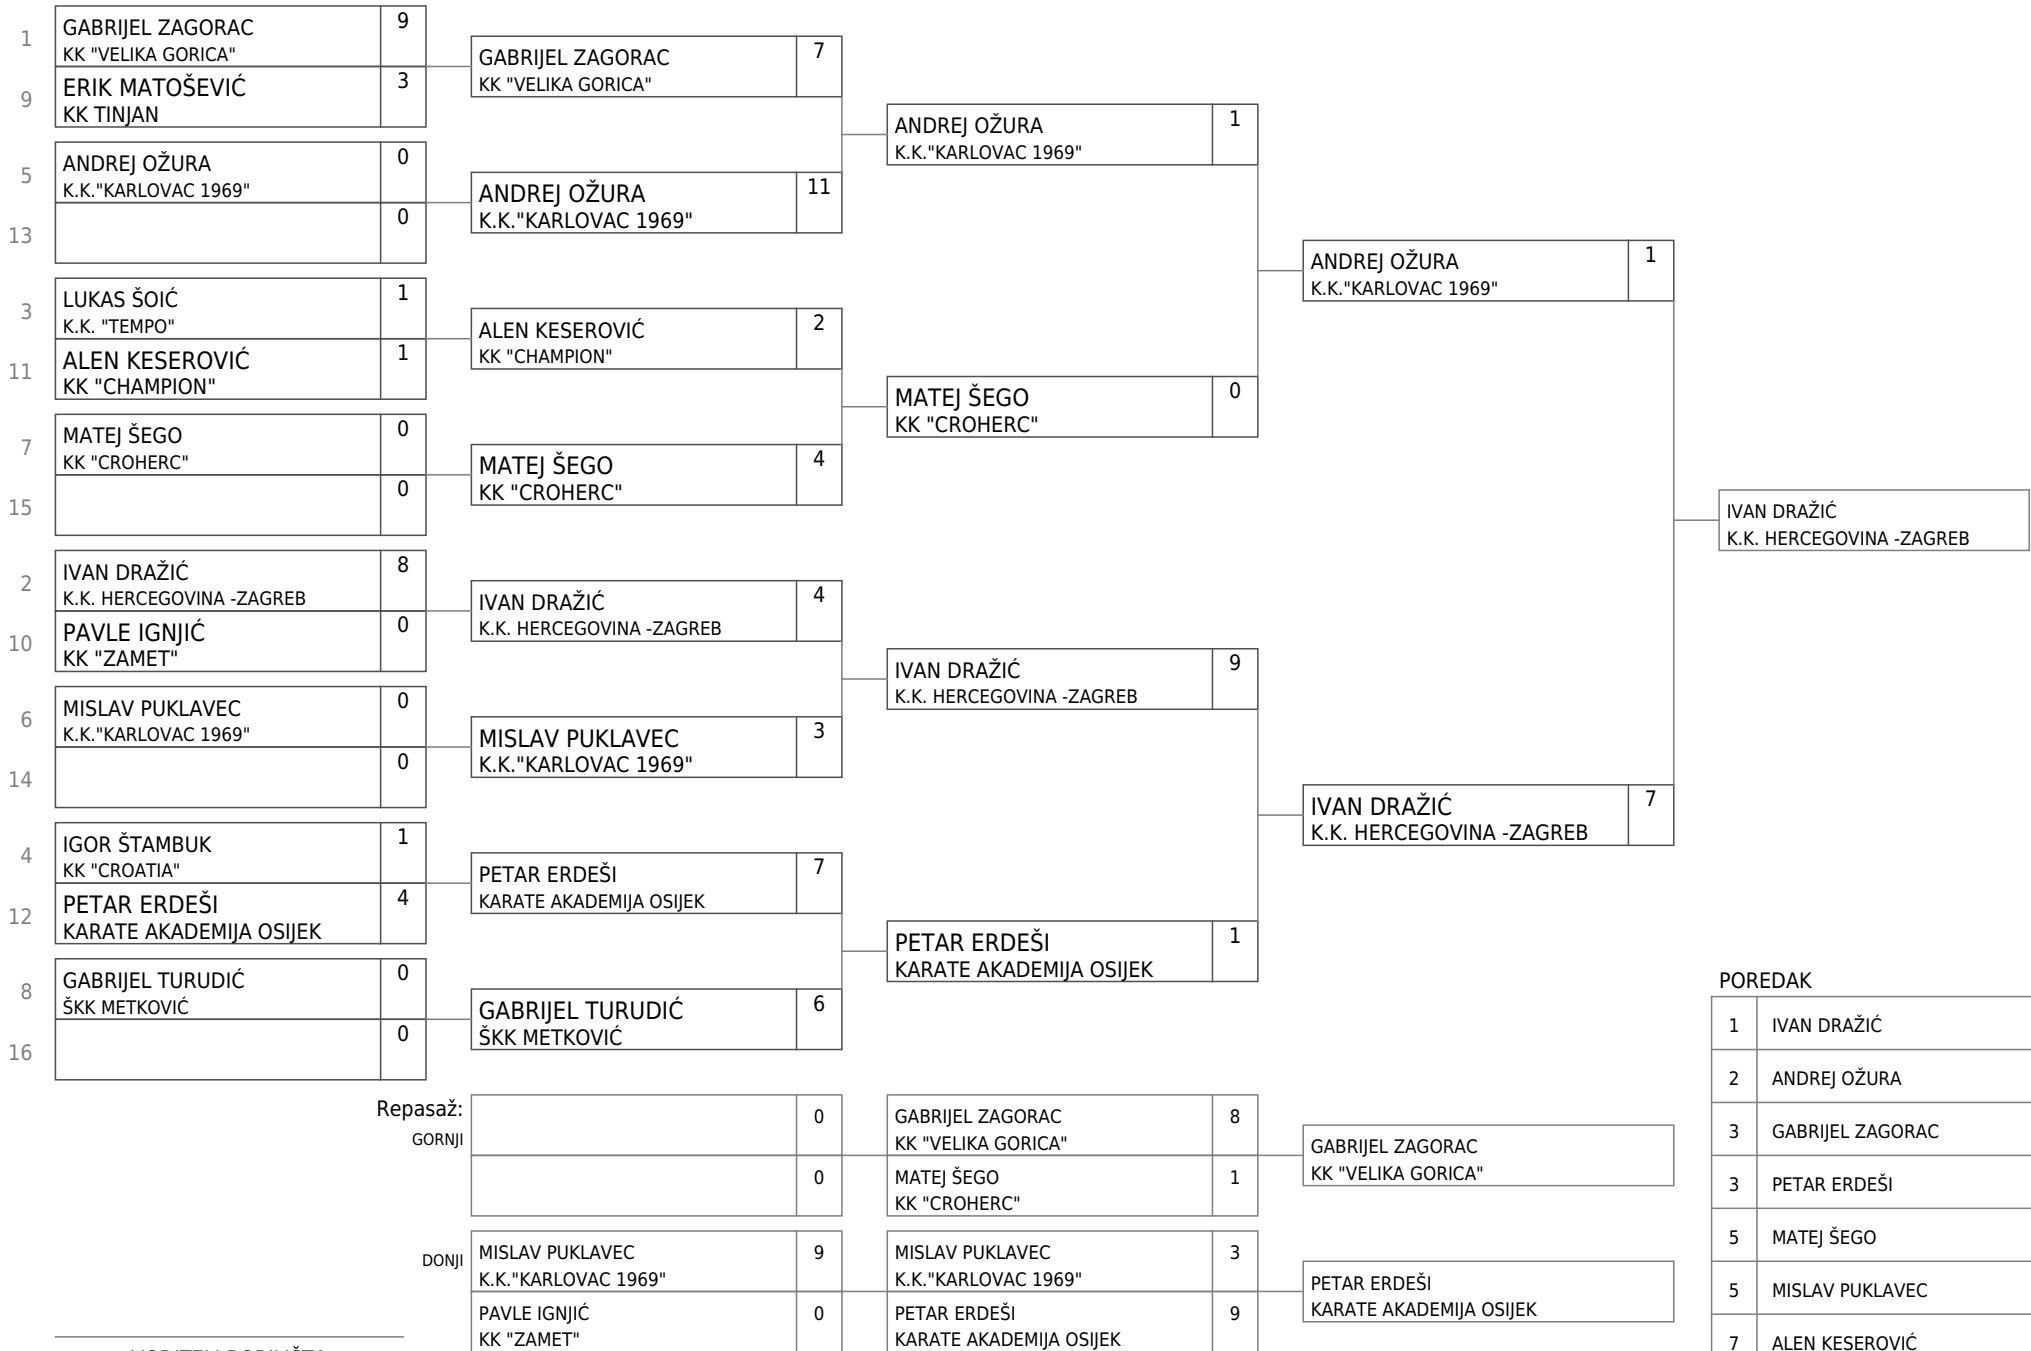 1
GABRIJEL ZAGORAC
KK "VELIKA GORICA"
9
9
ERIK MATOŠEVIĆ
KK TINJAN
3
5
ANDREJ OŽURA
K.K."KARLOVAC 1969"
0
13
0
3
LUKAS ŠOIĆ
K.K. "TEMPO"
1
11
ALEN KESEROVIĆ
KK "CHAMPION"
1
7
MATEJ ŠEGO
KK "CROHERC"
0
15
0
2
IVAN DRAŽIĆ
K.K. HERCEGOVINA -ZAGREB
8
10
PAVLE IGNJIĆ
KK "ZAMET"
0
6
MISLAV PUKLAVEC
K.K."KARLOVAC 1969"
0
14
0
4
IGOR ŠTAMBUK
KK "CROATIA"
1
12
PETAR ERDEŠI
KARATE AKADEMIJA OSIJEK
4
8
GABRIJEL TURUDIĆ
ŠKK METKOVIĆ
0
16
0
GABRIJEL ZAGORAC
KK "VELIKA GORICA"
7
ANDREJ OŽURA
K.K."KARLOVAC 1969"
11
ALEN KESEROVIĆ
KK "CHAMPION"
2
MATEJ ŠEGO
KK "CROHERC"
4
IVAN DRAŽIĆ
K.K. HERCEGOVINA -ZAGREB
4
MISLAV PUKLAVEC
K.K."KARLOVAC 1969"
3
PETAR ERDEŠI
KARATE AKADEMIJA OSIJEK
7
GABRIJEL TURUDIĆ
ŠKK METKOVIĆ
6
ANDREJ OŽURA
K.K."KARLOVAC 1969"
1
MATEJ ŠEGO
KK "CROHERC"
0
IVAN DRAŽIĆ
K.K. HERCEGOVINA -ZAGREB
9
PETAR ERDEŠI
KARATE AKADEMIJA OSIJEK
1
ANDREJ OŽURA
K.K."KARLOVAC 1969"
1
IVAN DRAŽIĆ
K.K. HERCEGOVINA -ZAGREB
7
IVAN DRAŽIĆ
K.K. HERCEGOVINA -ZAGREB
Repasaž:
GORNJI
0
0
GABRIJEL ZAGORAC
KK "VELIKA GORICA"
8
MATEJ ŠEGO
KK "CROHERC"
1
GABRIJEL ZAGORAC
KK "VELIKA GORICA"
DONJI
MISLAV PUKLAVEC
K.K."KARLOVAC 1969"
9
PAVLE IGNJIĆ
KK "ZAMET"
0
MISLAV PUKLAVEC
K.K."KARLOVAC 1969"
3
PETAR ERDEŠI
KARATE AKADEMIJA OSIJEK
9
PETAR ERDEŠI
KARATE AKADEMIJA OSIJEK
POREDAK
1 IVAN DRAŽIĆ
2 ANDREJ OŽURA
3 GABRIJEL ZAGORAC
3 PETAR ERDEŠI
5 MATEJ ŠEGO
5 MISLAV PUKLAVEC
7 ALEN KESEROVIĆ